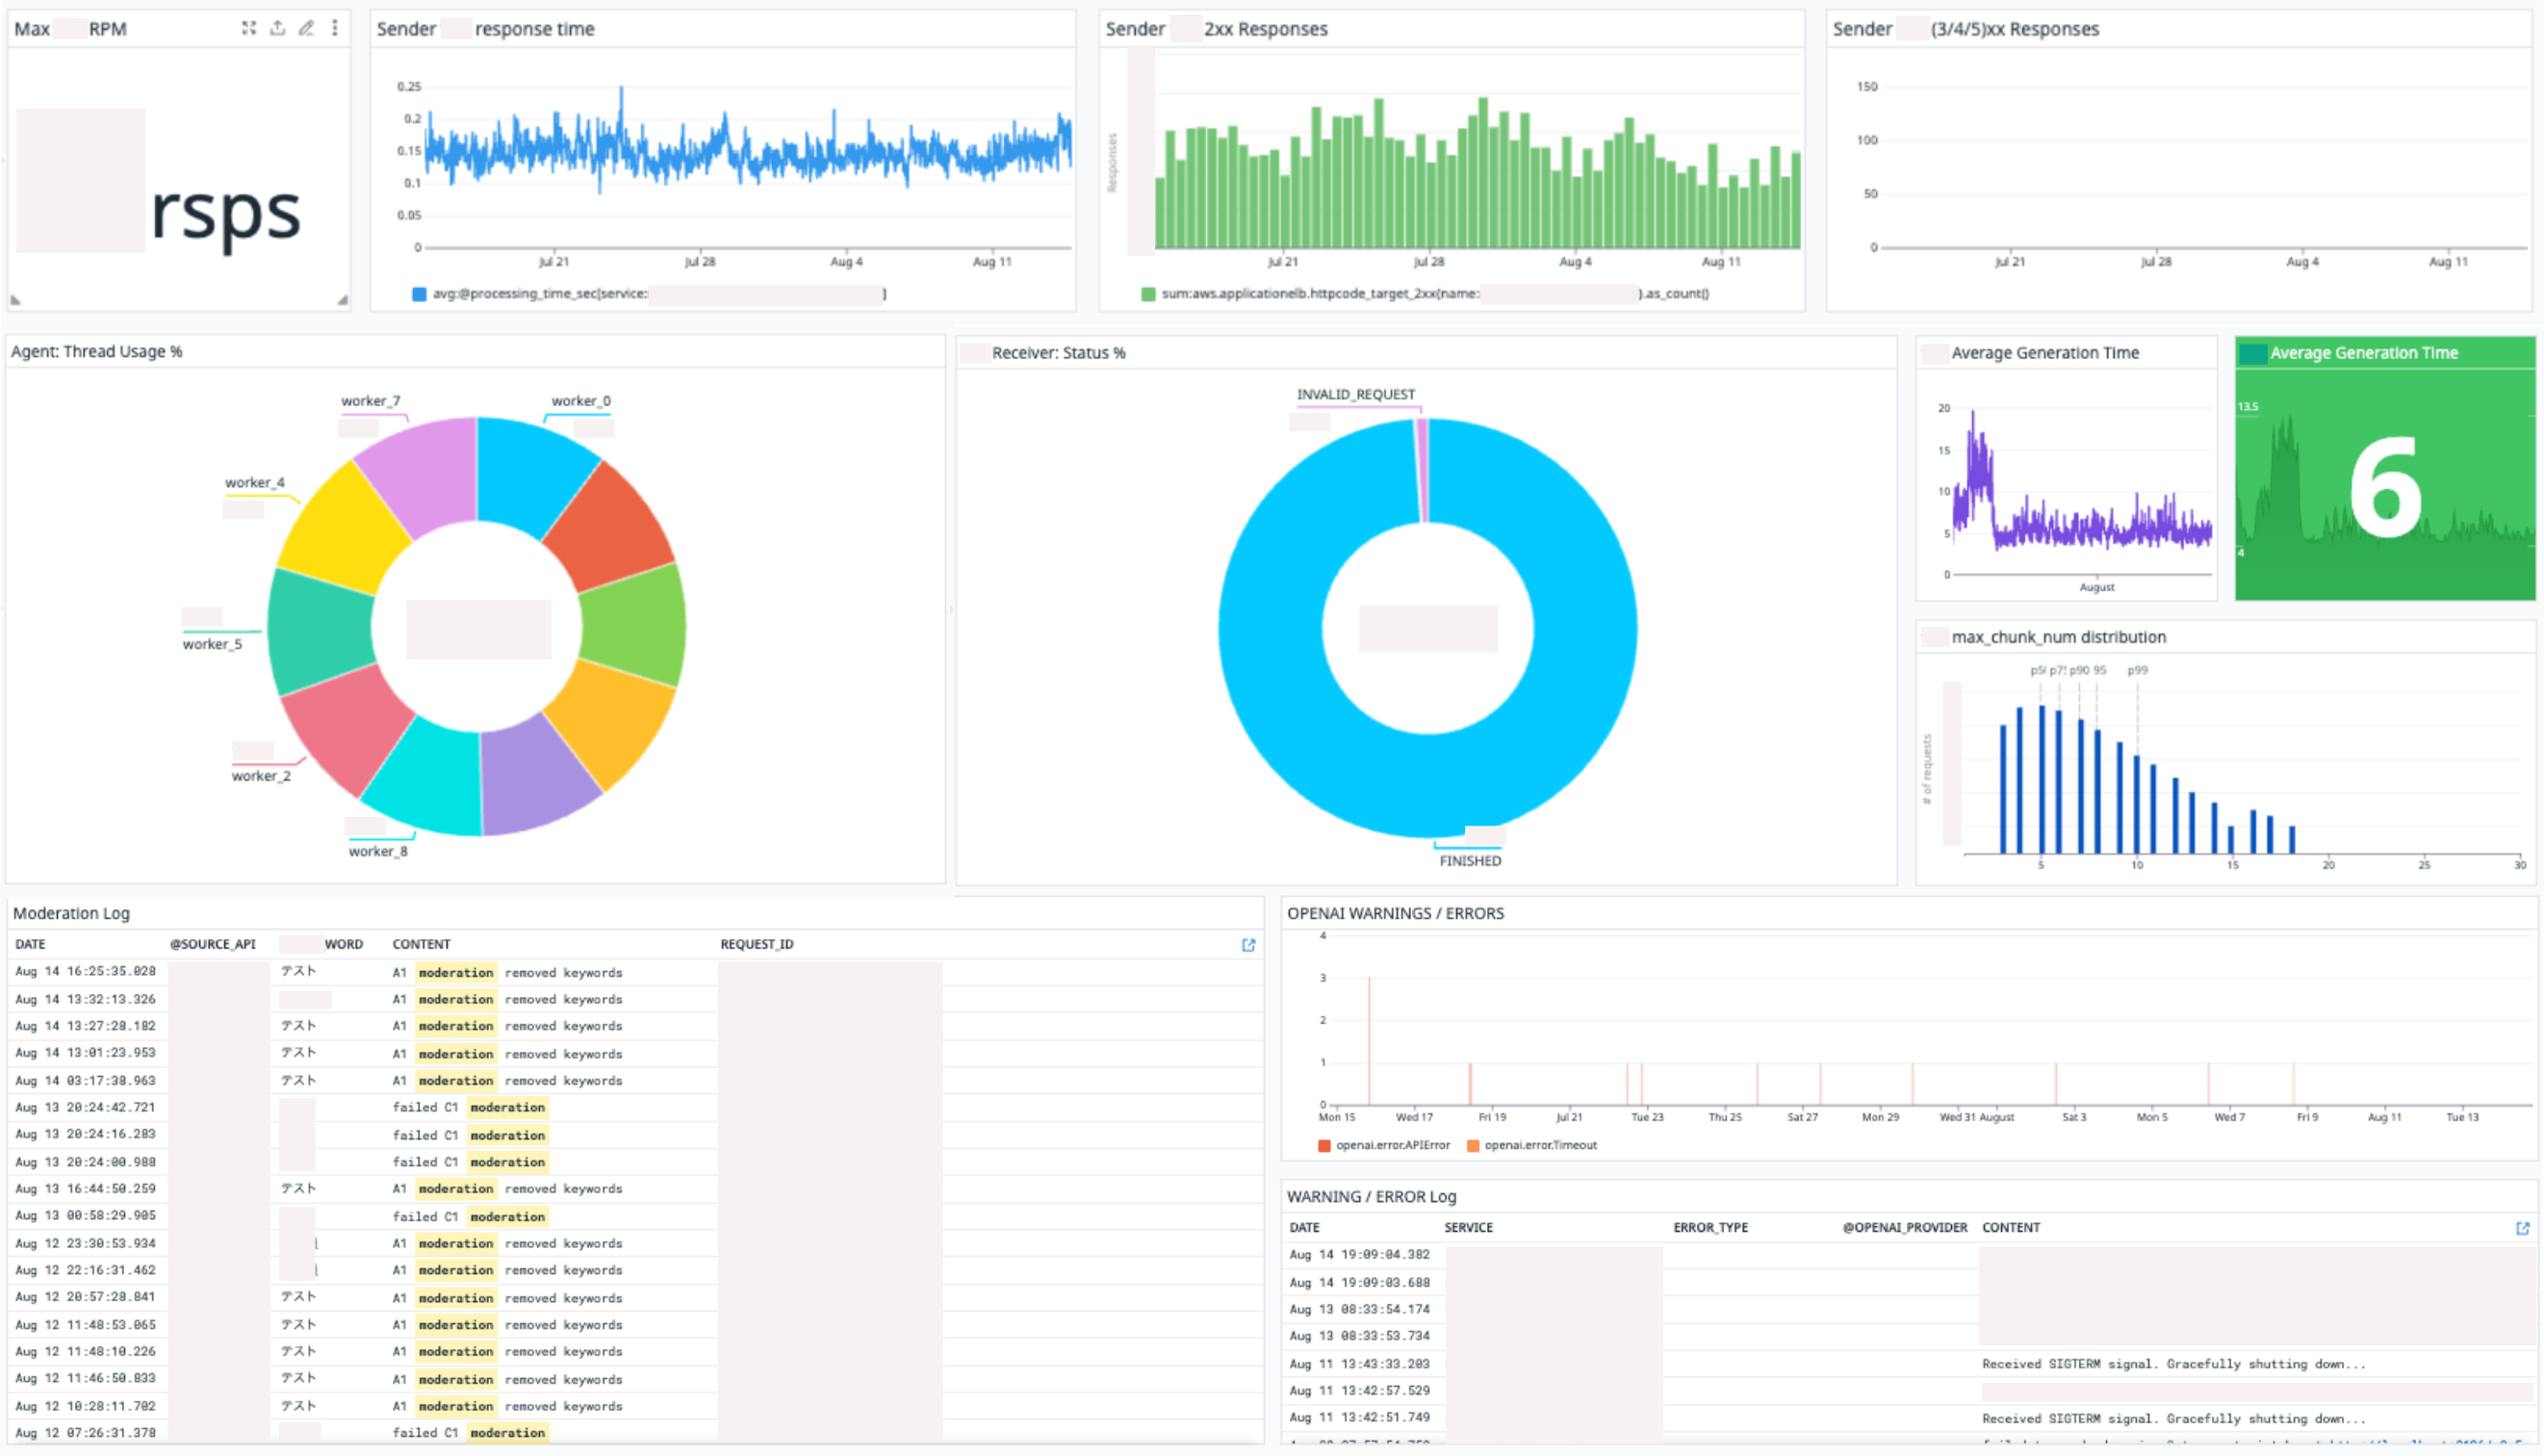 Max RPM
rsps
Sender response time
0.25
0.2
0.15
0.1
0.05
0
Jul 21
Jul 28
Aug 4
Aug 11
avg:@processing_time_sec{service: }
Sender 2xx Responses
Responses
Jul 21
Jul 28
Aug 4
Aug 11
sum:aws.applicationelb.httpcode_target_2xx{name: }.as_count()
Sender (3/4/5)xx Responses
150
100
50
0
Jul 21
Jul 28
Aug 4
Aug 11
Agent: Thread Usage %
worker_7
worker_0
worker_4
worker_5
worker_2
worker_8
Receiver: Status %
INVALID_REQUEST
FINISHED
Average Generation Time
20
15
10
5
0
August
Average Generation Time
13.5
6
4
max_chunk_num distribution
p90 95 p99
# of requests
5
10
15
20
25
30
Moderation Log
DATE @SOURCE_API WORD CONTENT REQUEST_ID
Aug 14 16:25:35.028 テスト A1 moderation removed keywords
Aug 14 13:32:13.326 A1 moderation removed keywords
Aug 14 13:27:28.182 テスト A1 moderation removed keywords
Aug 14 13:01:23.953 テスト A1 moderation removed keywords
Aug 14 03:17:38.963 テスト A1 moderation removed keywords
Aug 13 20:24:42.721 failed C1 moderation
Aug 13 20:24:16.283 failed C1 moderation
Aug 13 20:24:00.988 failed C1 moderation
Aug 13 16:44:50.259 テスト A1 moderation removed keywords
Aug 13 00:58:29.905 failed C1 moderation
Aug 12 23:30:53.934 A1 moderation removed keywords
Aug 12 22:16:31.462 A1 moderation removed keywords
Aug 12 20:57:28.841 テスト A1 moderation removed keywords
Aug 12 11:48:53.065 テスト A1 moderation removed keywords
Aug 12 11:48:10.226 テスト A1 moderation removed keywords
Aug 12 11:46:50.833 テスト A1 moderation removed keywords
Aug 12 10:28:11.702 テスト A1 moderation removed keywords
Aug 12 07:26:31.378 failed C1 moderation
OPENAI WARNINGS / ERRORS
4
3
2
1
0
Mon 15 Wed 17 Fri 19 Jul 21 Tue 23 Thu 25 Sat 27 Mon 29 Wed 31 August Sat 3 Mon 5 Wed 7 Fri 9 Aug 11 Tue 13
openai.error.APIError openai.error.Timeout
WARNING / ERROR Log
DATE SERVICE ERROR_TYPE @OPENAI_PROVIDER CONTENT
Aug 14 19:09:04.382
Aug 14 19:09:03.688
Aug 13 08:33:54.174
Aug 13 08:33:53.734
Aug 11 13:43:33.203 Received SIGTERM signal. Gracefully shutting down...
Aug 11 13:42:57.529
Aug 11 13:42:51.749 Received SIGTERM signal. Gracefully shutting down...